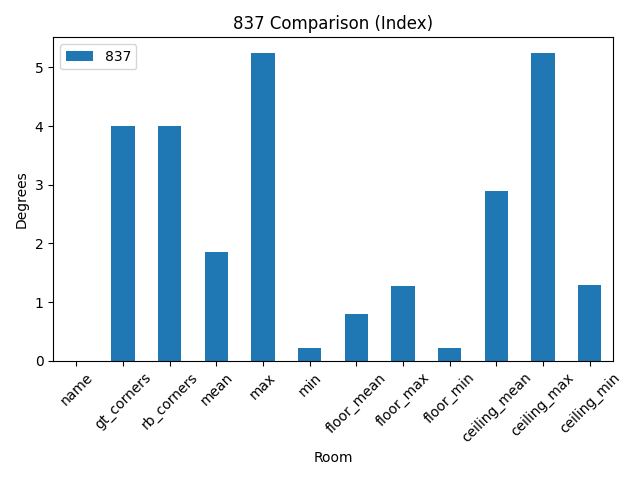 837 Comparison (Index)
837
5
4
3
2
1
0
Degrees
name
gt_corners
rb_corners
mean
max
min
floor_mean
floor_max
floor_min
ceiling_mean
ceiling_max
ceiling_min
Room